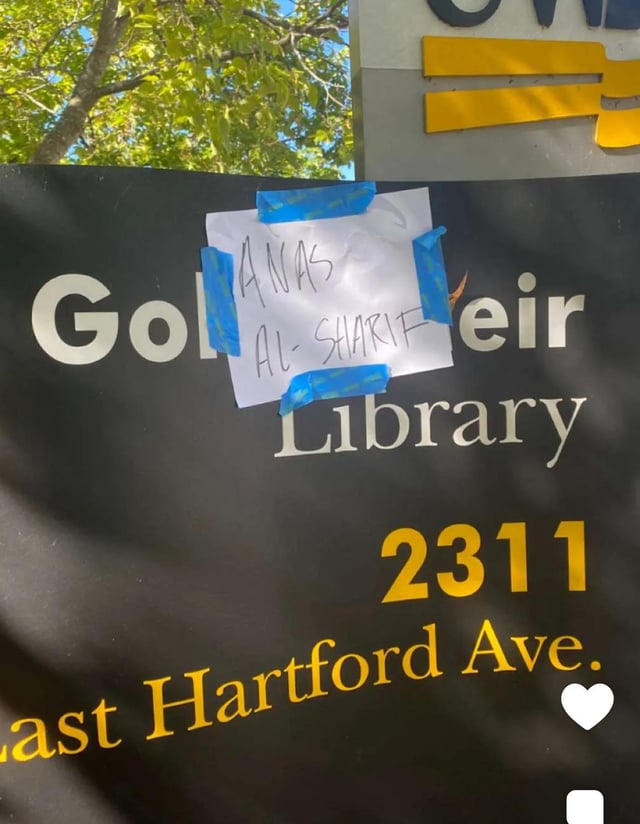 ANAS
AL-SHARIF
Gol eir
Library
2311
ast Hartford Ave.